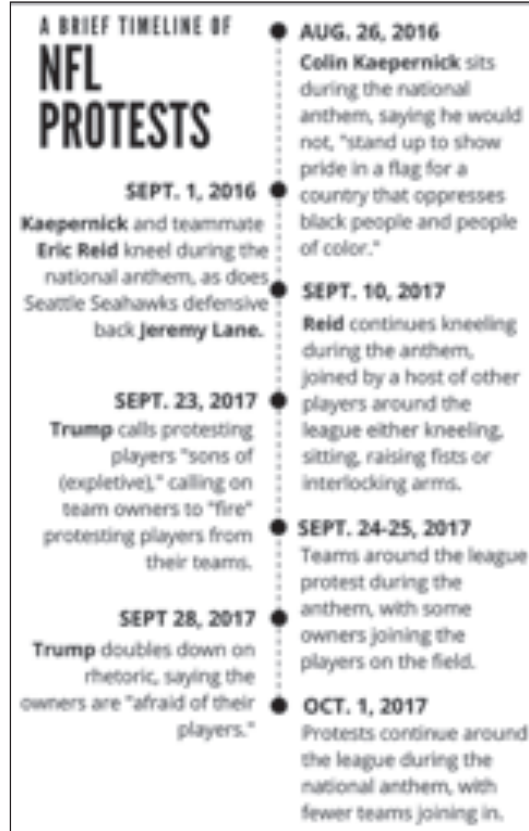 A BRIEF TIMELINE OF
NFL
PROTESTS
AUG. 26, 2016
Colin Kaepernick sits
during the national
anthem, saying he would
not, "stand up to show
pride in a flag for a
country that oppresses
black people and people
of color."
SEPT. 1, 2016
Kaepernick and teammate
Eric Reid kneel during the
national anthem, as does
Seattle Seahawks defensive
back Jeremy Lane.
SEPT. 10, 2017
Reid continues kneeling
during the anthem,
joined by a host of other
players around the
league either kneeling,
sitting, raising fists or
interlocking arms.
SEPT. 23, 2017
Trump calls protesting
players "sons of
(expletive)," calling on
team owners to "fire"
protesting players from
their teams.
SEPT. 24-25, 2017
Teams around the league
protest during the
anthem, with some
owners joining the
players on the field.
SEPT 28, 2017
Trump doubles down on
rhetoric, saying the
owners are "afraid of their
players."
OCT. 1, 2017
Protests continue around
the league during the
national anthem, with
fewer teams joining in.